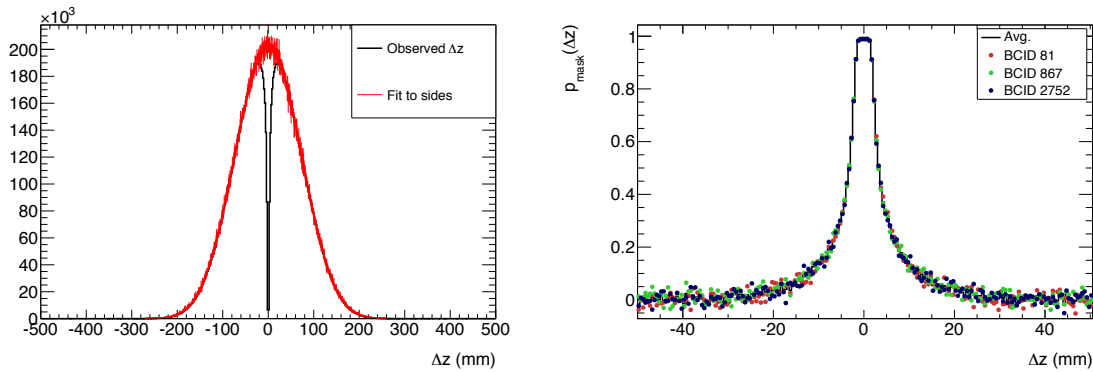 ×10³
200
180
160
140
120
100
80
60
40
20
0
-500 -400 -300 -200 -100 0 100 200 300 400 500
Δz (mm)
Observed Δz
Fit to sides
p_mask(Δz)
1
0.8
0.6
0.4
0.2
0
-40 -20 0 20 40
Δz (mm)
Avg.
BCID 81
BCID 867
BCID 2752